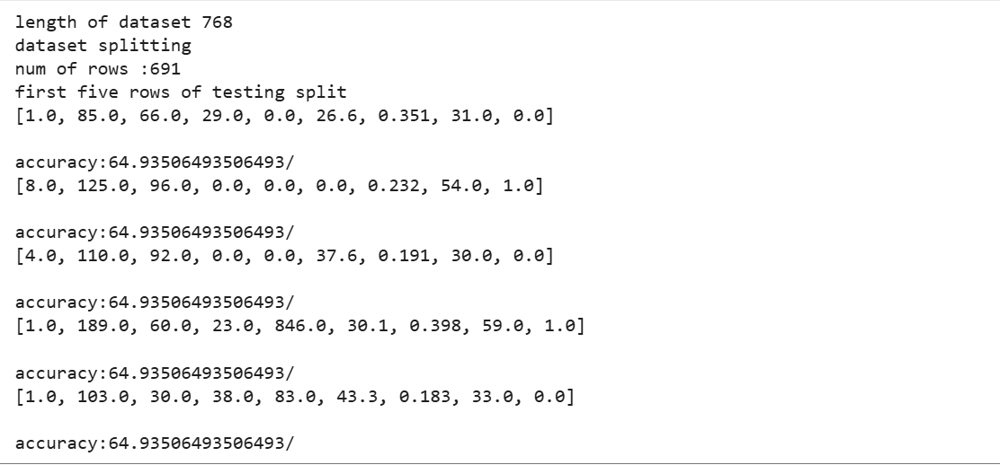 length of dataset 768
dataset splitting
num of rows :691
first five rows of testing split
[1.0, 85.0, 66.0, 29.0, 0.0, 26.6, 0.351, 31.0, 0.0]
accuracy:64.93506493506493/
[8.0, 125.0, 96.0, 0.0, 0.0, 0.0, 0.232, 54.0, 1.0]
accuracy:64.93506493506493/
[4.0, 110.0, 92.0, 0.0, 0.0, 37.6, 0.191, 30.0, 0.0]
accuracy:64.93506493506493/
[1.0, 189.0, 60.0, 23.0, 846.0, 30.1, 0.398, 59.0, 1.0]
accuracy:64.93506493506493/
[1.0, 103.0, 30.0, 38.0, 83.0, 43.3, 0.183, 33.0, 0.0]
accuracy:64.93506493506493/